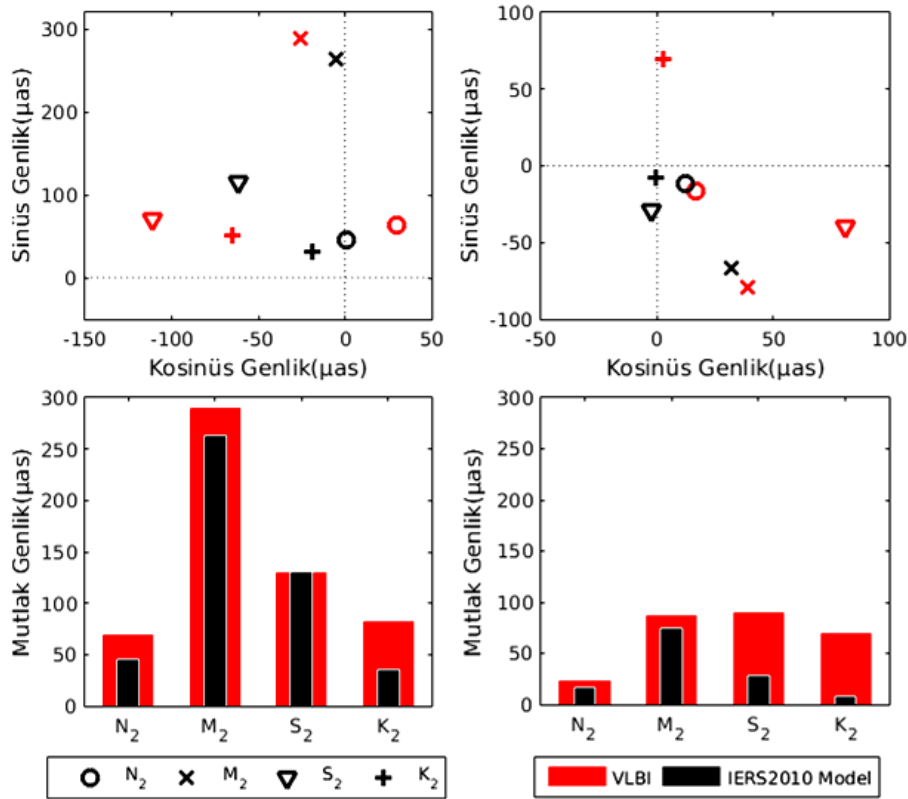 300
200
100
0
Sinüs Genlik(µas)
-150 -100 -50 0 50
Kosinüs Genlik(µas)
100
50
0
-50
-100
Sinüs Genlik(µas)
-50 0 50 100
Kosinüs Genlik(µas)
300
250
200
150
100
50
0
Mutlak Genlik(µas)
N₂ M₂ S₂ K₂
300
250
200
150
100
50
0
Mutlak Genlik(µas)
N₂ M₂ S₂ K₂
N₂ M₂ S₂ K₂
VLBI IERS2010 Model